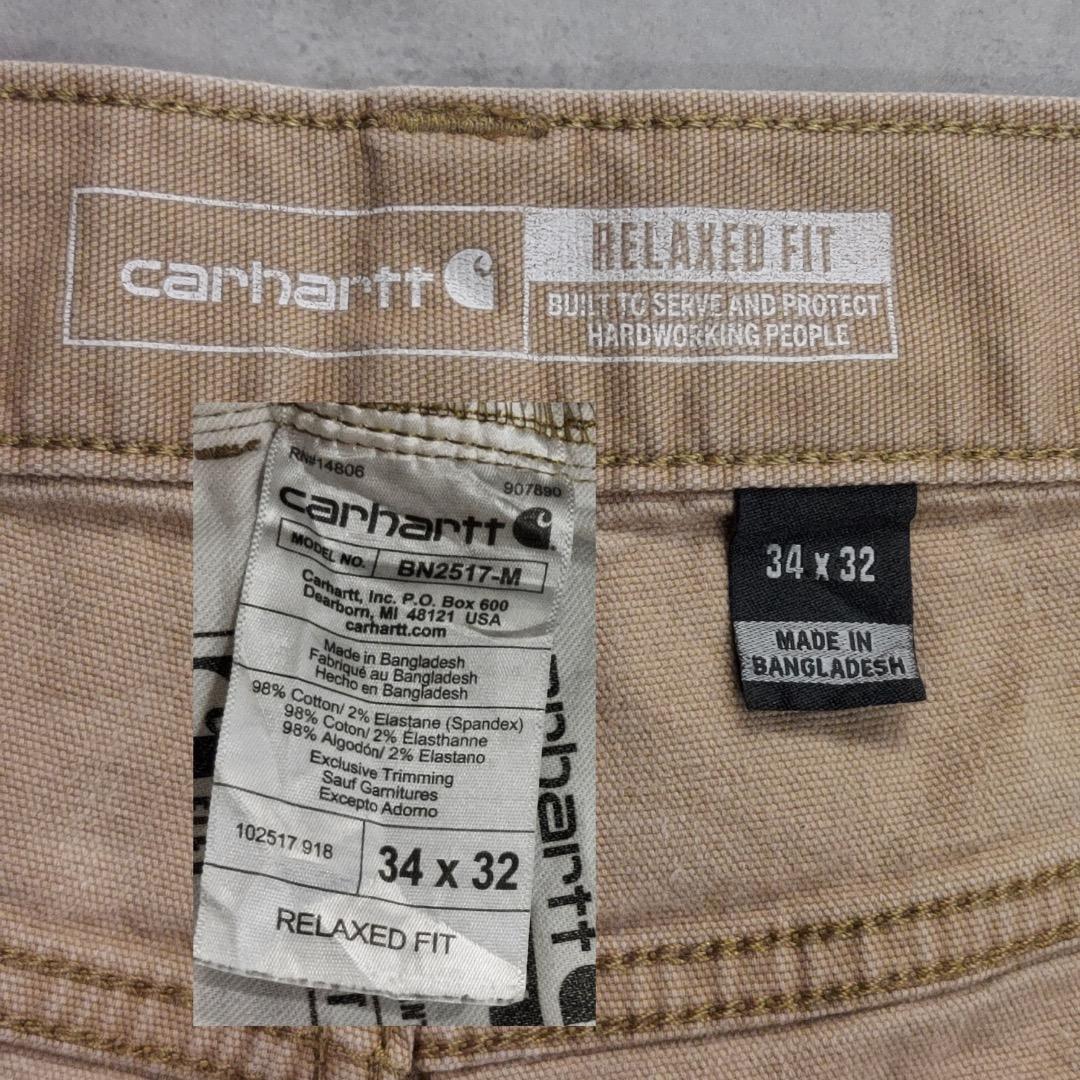 carhartt
RELAXED FIT
BUILT TO SERVE AND PROTECT
HARDWORKING PEOPLE
RN#14806
907890
carhartt
MODEL NO. BN2517-M
Carhartt, Inc. P.O. Box 600
Dearborn, MI 48121 USA
carhartt.com
Made in Bangladesh
Fabriqué au Bangladesh
Hecho en Bangladesh
98% Cotton/ 2% Elastane (Spandex)
98% Coton/ 2% Élasthanne
98% Algodón/ 2% Elastano
Exclusive Trimming
Sauf Garnitures
Excepto Adorno
102517 918
34 x 32
RELAXED FIT
34 x 32
MADE IN
BANGLADESH